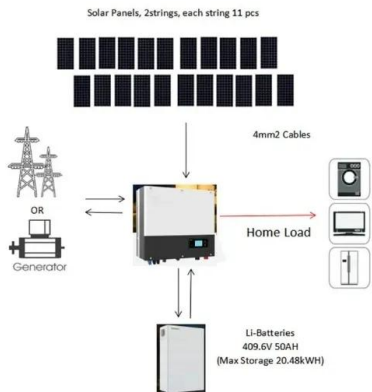 Solar Panels, 2strings, each string 11 pcs
4mm2 Cables
OR
Generator
Home Load
Li-Batteries
409.6V 50AH
(Max Storage 20.48kWH)